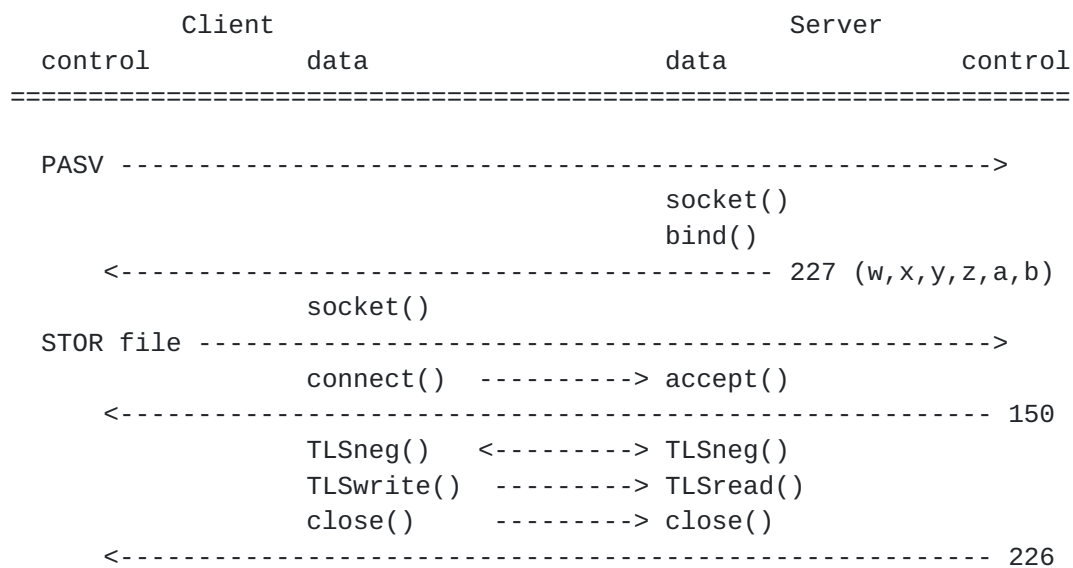 Client Server
control data data control
======================================================================
PASV -------------------------------------------------------->
socket()
bind()
<------------------------------------------ 227 (w,x,y,z,a,b)
socket()
STOR file --------------------------------------------------->
connect() ----------> accept()
<-------------------------------------------------------- 150
TLSneg() <---------> TLSneg()
TLSwrite() ---------> TLSread()
close() ---------> close()
<-------------------------------------------------------- 226